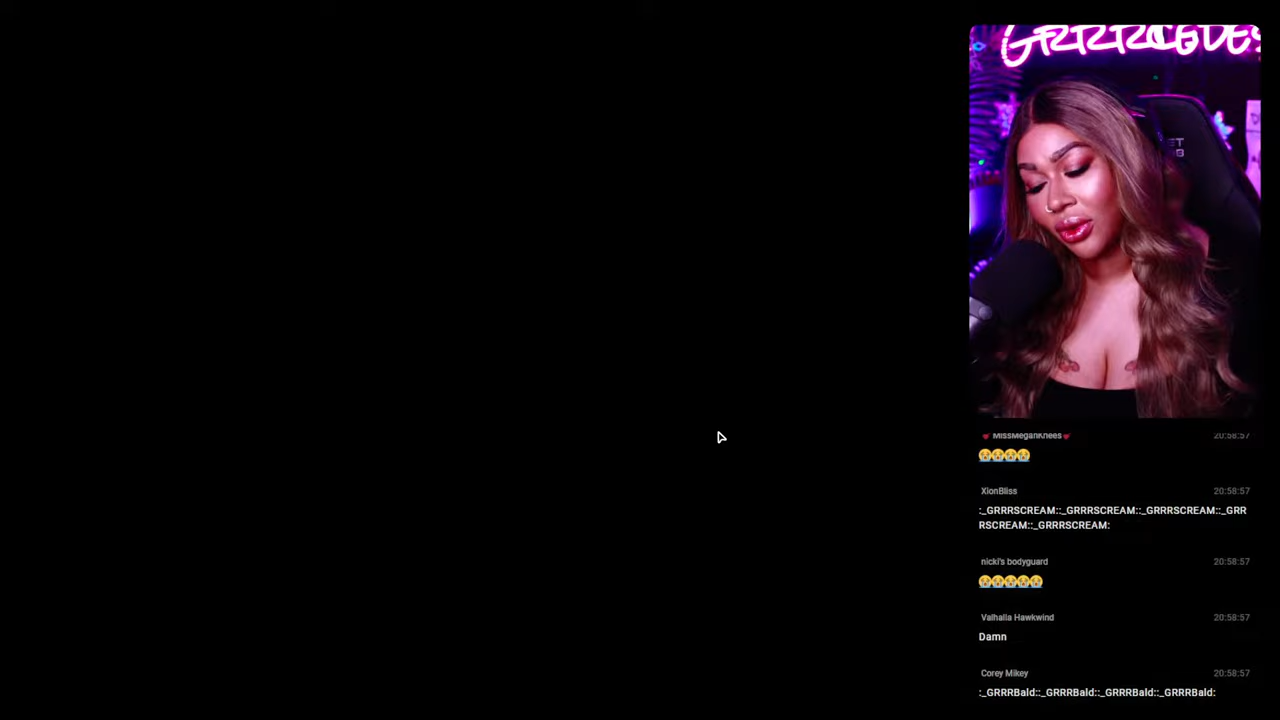 GRRRCEDES
MissMeganKnees 20:58:57
😭😭😭😭
XionBliss 20:58:57
:_GRRRSCREAM::_GRRRSCREAM::_GRRRSCREAM::_GRR
RSCREAM::_GRRRSCREAM:
nicki's bodyguard 20:58:57
😭😭😭😭😭
Valhalla Hawkwind 20:58:57
Damn
Corey Mikey 20:58:57
:_GRRRBald::_GRRRBald::_GRRRBald::_GRRRBald: